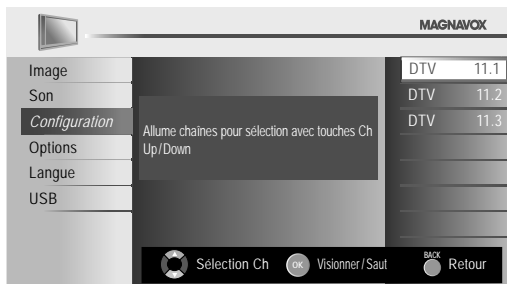 MAGNAVOX
Image
Son
Configuration
Options
Langue
USB
Allume chaînes pour sélection avec touches Ch
Up/Down
DTV 11.1
DTV 11.2
DTV 11.3
Sélection Ch OK Visionner / Saut BACK Retour